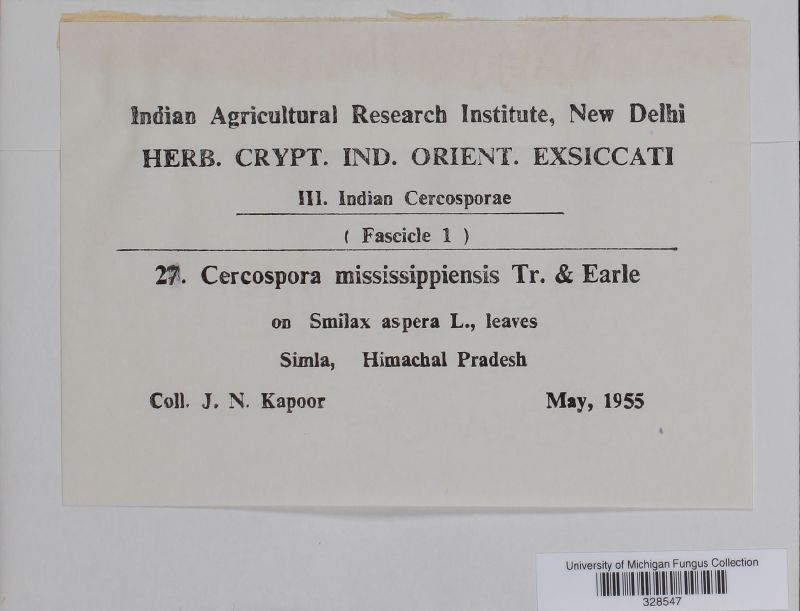 Indian Agricultural Research Institute, New Delhi
HERB. CRYPT. IND. ORIENT. EXSICCATI
III. Indian Cercosporae
( Fascicle 1 )
27. Cercospora mississippiensis Tr. & Earle
on Smilax aspera L., leaves
Simla, Himachal Pradesh
Coll. J. N. Kapoor May, 1955
University of Michigan Fungus Collection
328547